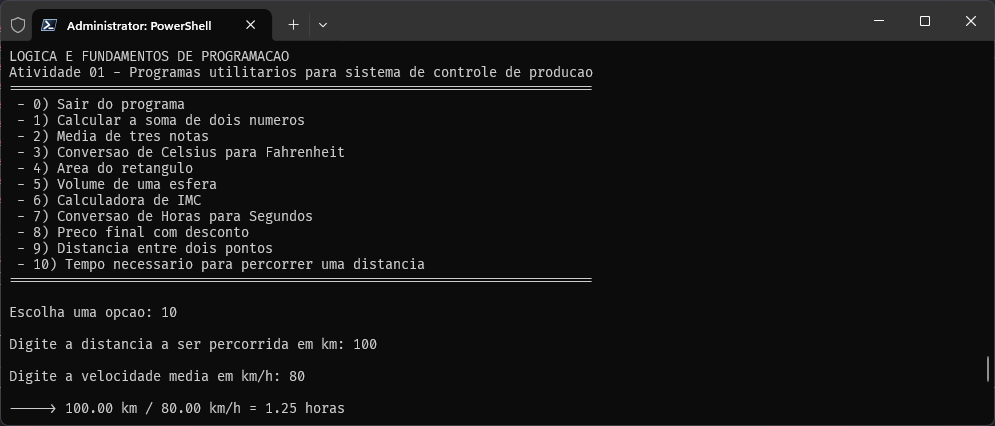 Administrator: PowerShell
LOGICA E FUNDAMENTOS DE PROGRAMACAO
Atividade 01 - Programas utilitarios para sistema de controle de producao
=========================================================================
- 0) Sair do programa
- 1) Calcular a soma de dois numeros
- 2) Media de tres notas
- 3) Conversao de Celsius para Fahrenheit
- 4) Area do retangulo
- 5) Volume de uma esfera
- 6) Calculadora de IMC
- 7) Conversao de Horas para Segundos
- 8) Preco final com desconto
- 9) Distancia entre dois pontos
- 10) Tempo necessario para percorrer uma distancia
=========================================================================
Escolha uma opcao: 10
Digite a distancia a ser percorrida em km: 100
Digite a velocidade media em km/h: 80
-----> 100.00 km / 80.00 km/h = 1.25 horas